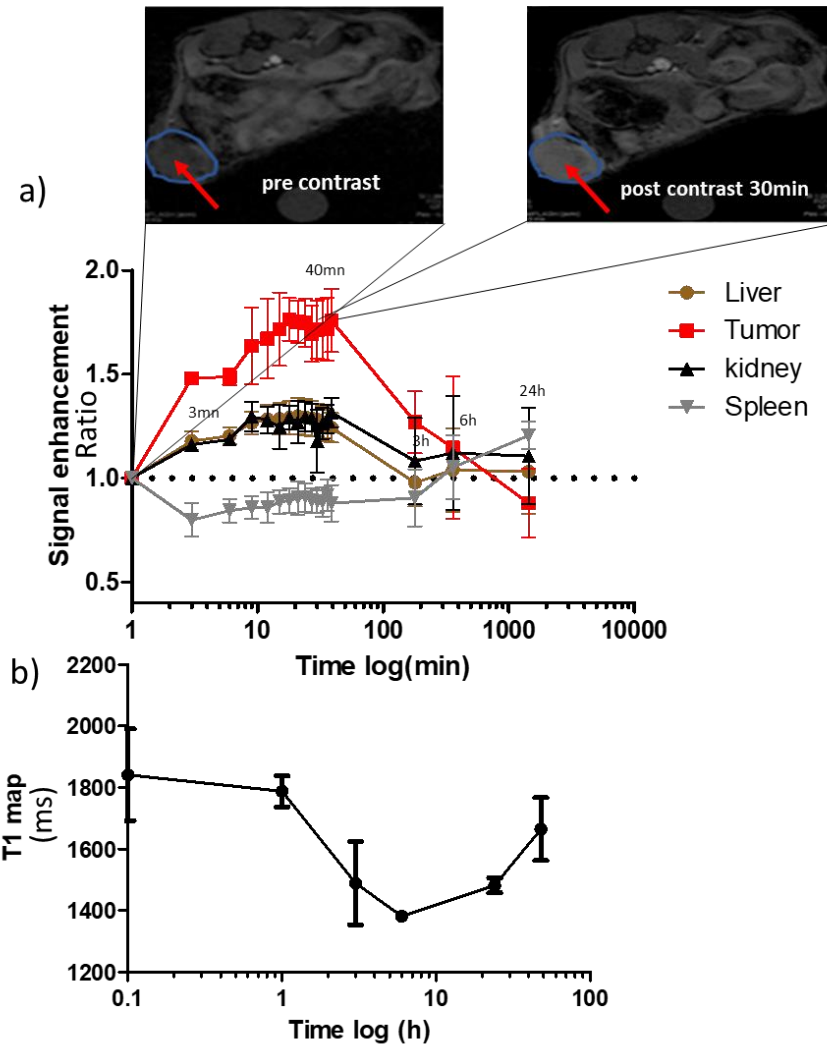 a)
pre contrast
post contrast 30min
Signal enhancement
Ratio
2.0
1.5
1.0
0.5
40mn
3mn
3h
6h
24h
Liver
Tumor
kidney
Spleen
1 10 100 1000 10000
Time log(min)
b)
T1 map
(ms)
2200
2000
1800
1600
1400
1200
0.1 1 10 100
Time log (h)